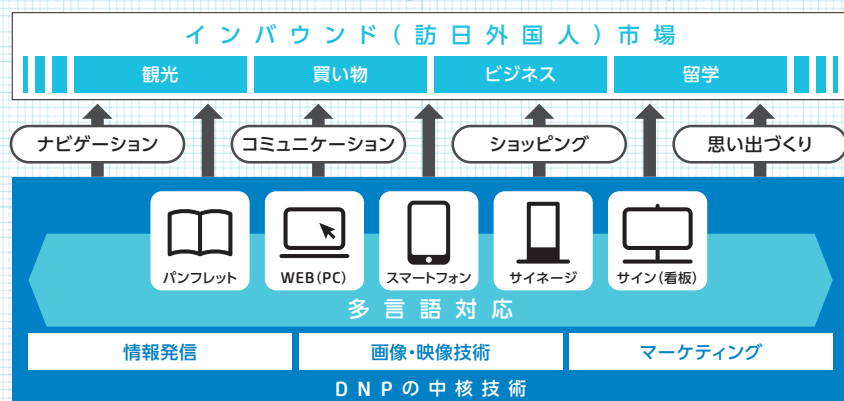 インバウンド(訪日外国人)市場
観光 買い物 ビジネス 留学
ナビゲーション コミュニケーション ショッピング 思い出づくり
パンフレット WEB(PC) スマートフォン サイネージ サイン(看板)
多言語対応
情報発信 画像・映像技術 マーケティング
DNPの中核技術